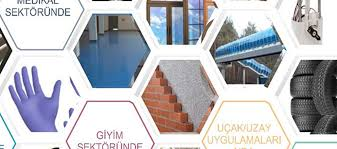 MEDİKAL
SEKTÖRÜNDE
GİYİM
SEKTÖRÜNDE
UÇAK/UZAY
UYGULAMALARI